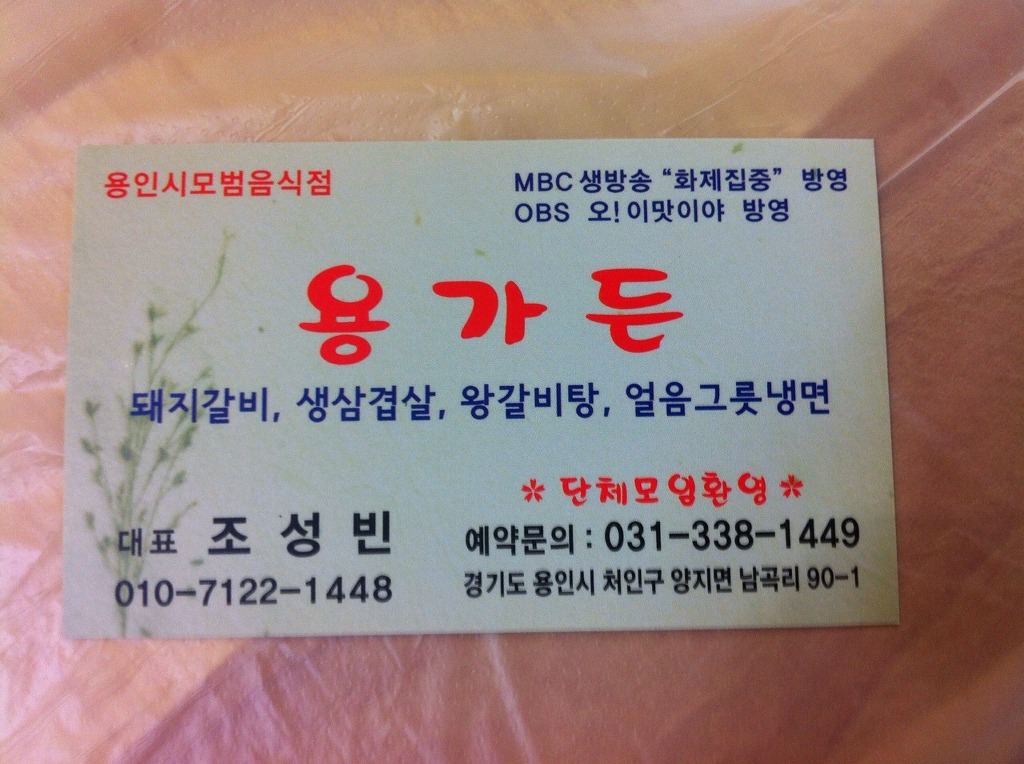 용인시모범음식점
MBC 생방송 “화제집중” 방영
OBS 오! 이맛이야 방영
용가든
돼지갈비, 생삼겹살, 왕갈비탕, 얼음그릇냉면
* 단체모임환영 *
대표 조성빈
010-7122-1448
예약문의 : 031-338-1449
경기도 용인시 처인구 양지면 남곡리 90-1